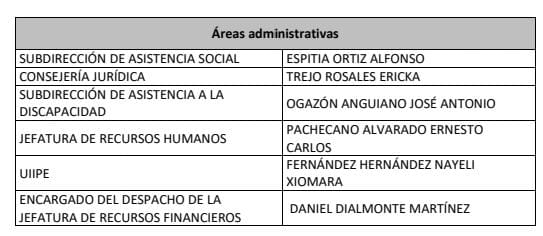 Áreas administrativas
SUBDIRECCIÓN DE ASISTENCIA SOCIAL
ESPITIA ORTIZ ALFONSO
CONSEJERÍA JURÍDICA
TREJO ROSALES ERICKA
SUBDIRECCIÓN DE ASISTENCIA A LA
DISCAPACIDAD
OGAZÓN ANGUIANO JOSÉ ANTONIO
JEFATURA DE RECURSOS HUMANOS
PACHECANO ALVARADO ERNESTO
CARLOS
UIIPE
FERNÁNDEZ HERNÁNDEZ NAYELI
XIOMARA
ENCARGADO DEL DESPACHO DE LA
JEFATURA DE RECURSOS FINANCIEROS
DANIEL DIALMONTE MARTÍNEZ